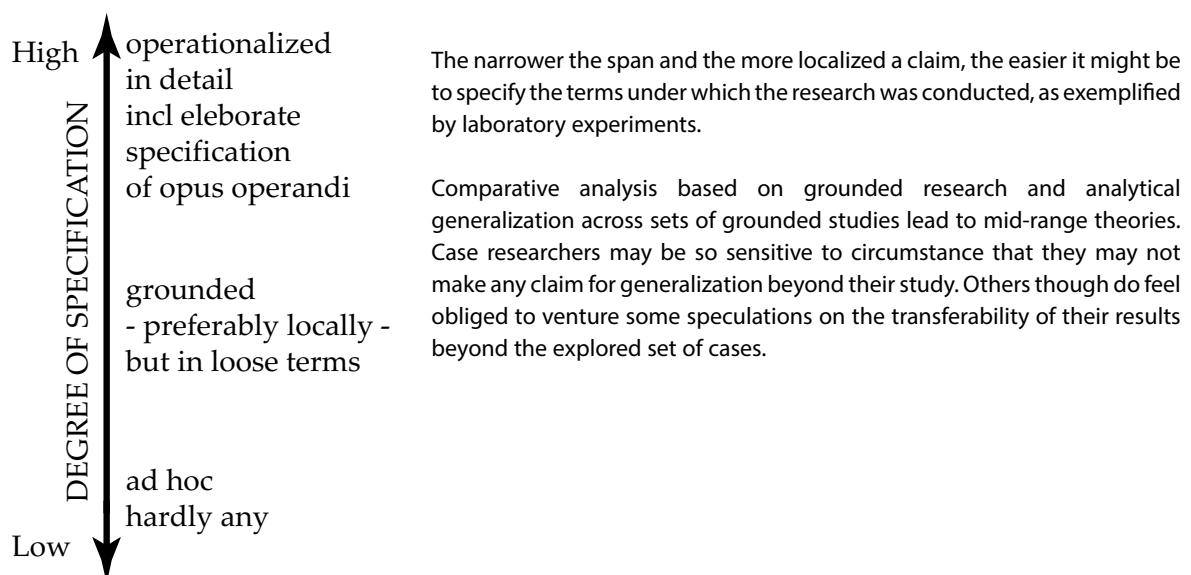 High
operationalized
in detail
incl eleborate
specification
of opus operandi
DEGREE OF SPECIFICATION
grounded
- preferably locally -
but in loose terms
ad hoc
hardly any
Low
The narrower the span and the more localized a claim, the easier it might be
to specify the terms under which the research was conducted, as exemplified
by laboratory experiments.
Comparative analysis based on grounded research and analytical
generalization across sets of grounded studies lead to mid-range theories.
Case researchers may be so sensitive to circumstance that they may not
make any claim for generalization beyond their study. Others though do feel
obliged to venture some speculations on the transferability of their results
beyond the explored set of cases.